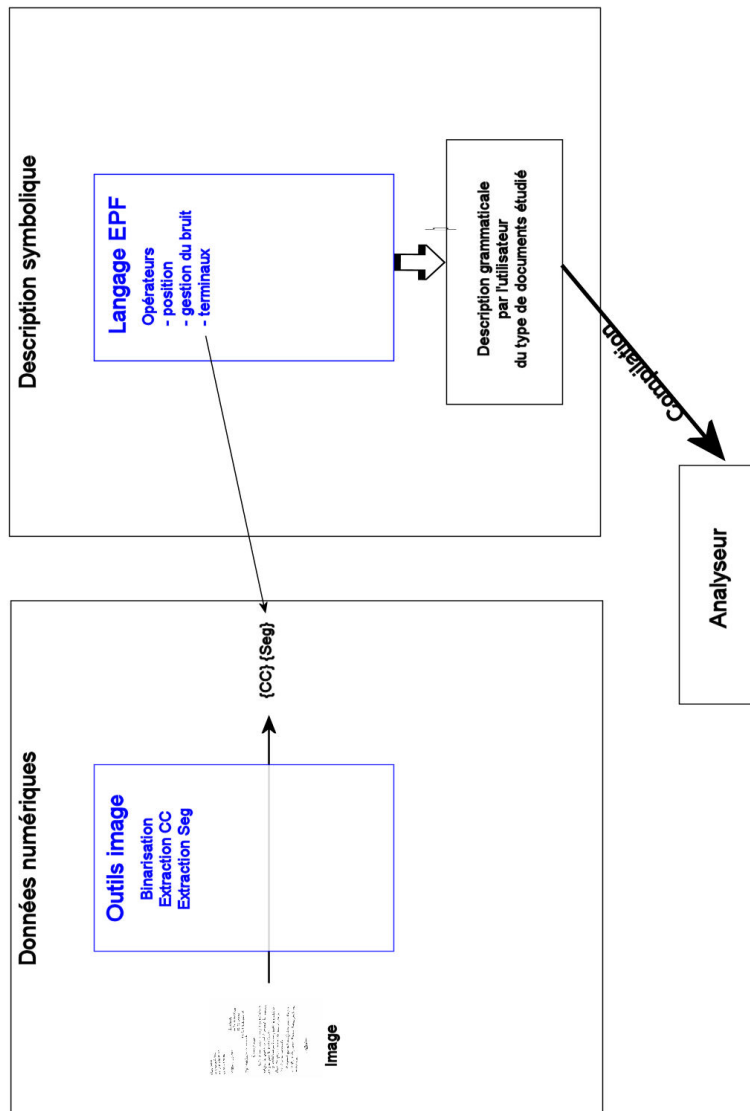 Données numériques
Outils image
Binarisation
Extraction CC
Extraction Seg
Image
{CC} {Seg}
Description symbolique
Langage EPF
Opérateurs
- position
- gestion du bruit
- terminaux
Description grammaticale
par l'utilisateur
du type de documents étudié
Compilation
Analyseur